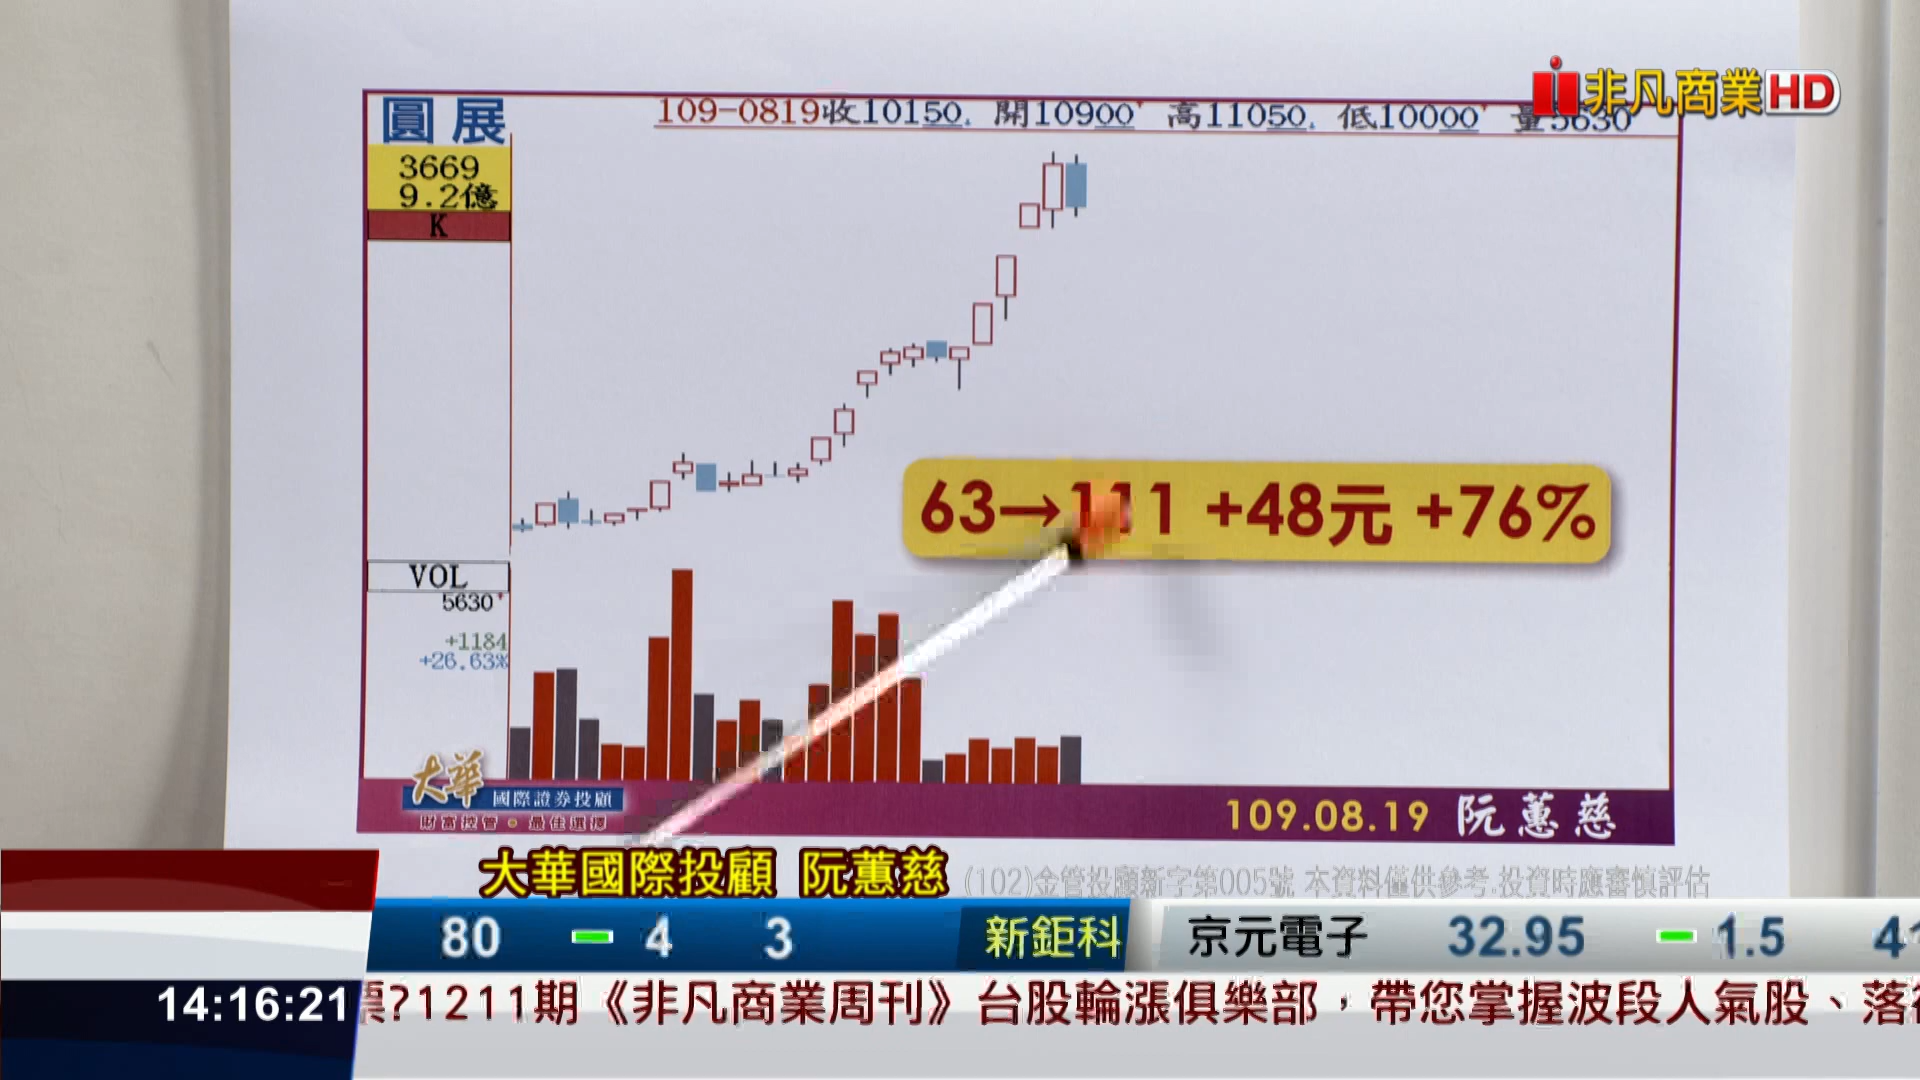 非凡商業HD
圓展
109-0819收10150. 開10900 高11050. 低10000 量5630
3669
9.2億
K
63→111 +48元 +76%
VOL
5630
+1184
+26.63%
大華
國際證券投顧
財富控管・最佳選擇
109.08.19 阮蕙慈
大華國際投顧 阮蕙慈
(102)金管投顧新字第005號 本資料僅供參考,投資時應審慎評估
80 4 3 新鉅科 京元電子 32.95 1.5 41
14:16:21
票?1211期《非凡商業周刊》台股輪漲俱樂部，帶您掌握波段人氣股、落後